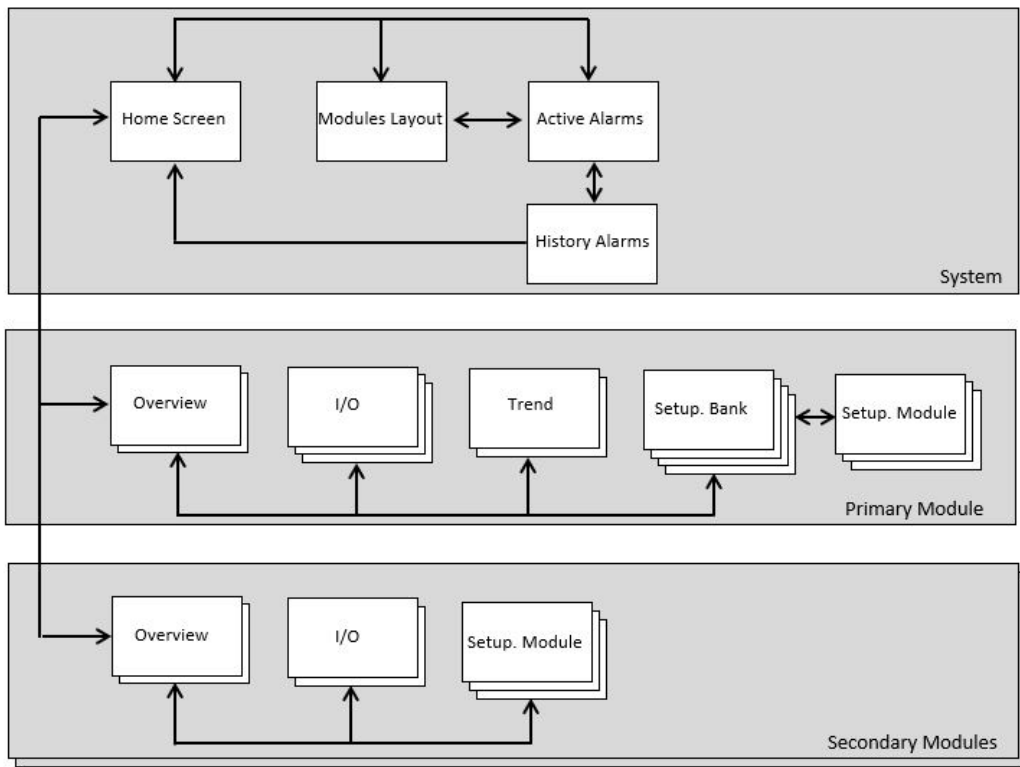 Home Screen
Modules Layout
Active Alarms
History Alarms
System
Overview
I/O
Trend
Setup. Bank
Setup. Module
Primary Module
Overview
I/O
Setup. Module
Secondary Modules